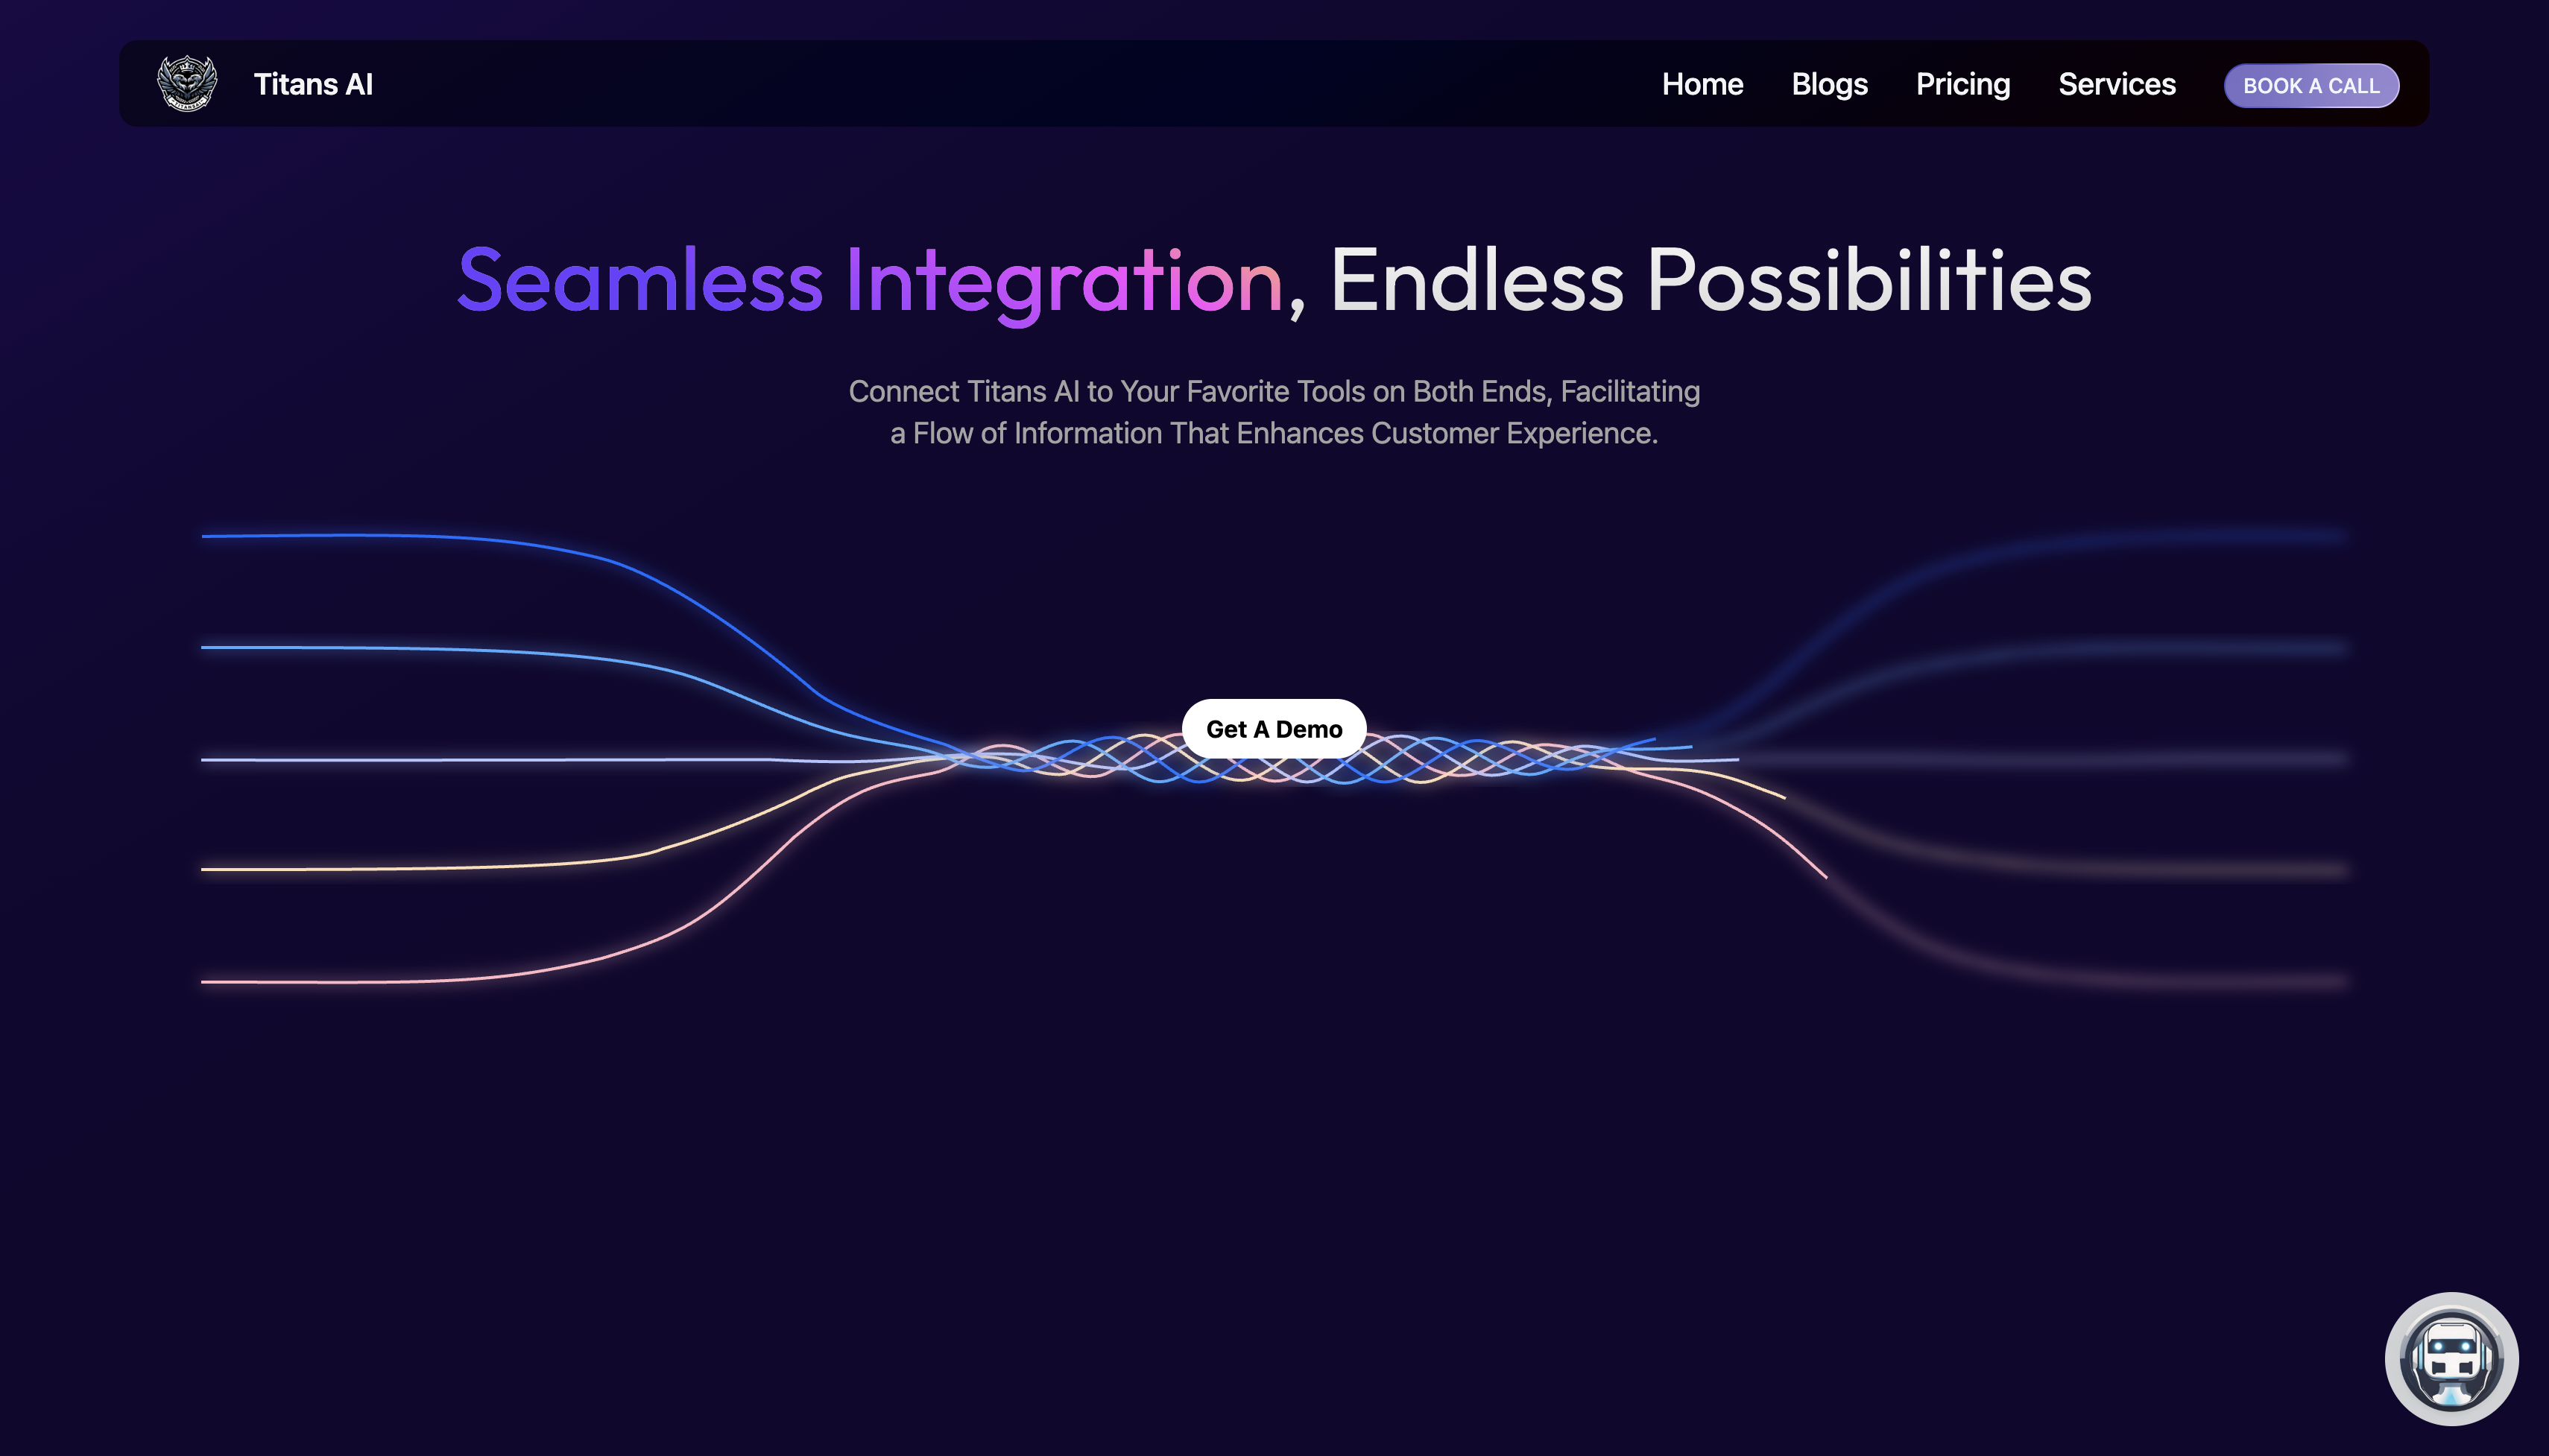 Titans AI
Home
Blogs
Pricing
Services
BOOK A CALL
Seamless Integration, Endless Possibilities
Connect Titans AI to Your Favorite Tools on Both Ends, Facilitating
a Flow of Information That Enhances Customer Experience.
Get A Demo